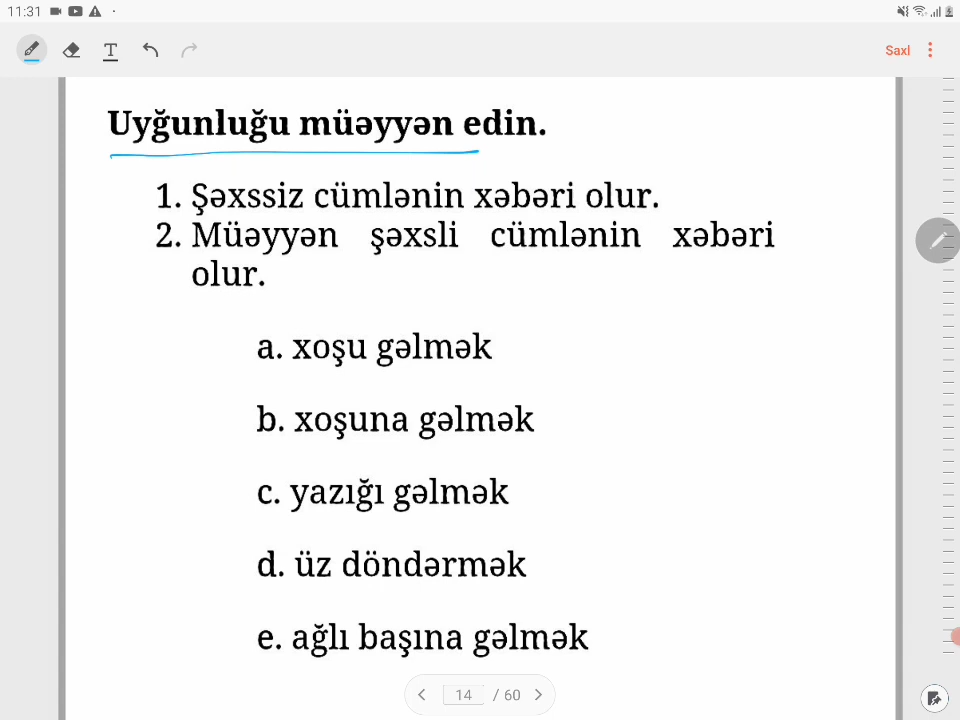 11:31
T
Saxl
Uyğunluğu müəyyən edin.
1. Şəxssiz cümlənin xəbəri olur.
2. Müəyyən şəxsli cümlənin xəbəri
olur.
a. xoşu gəlmək
b. xoşuna gəlmək
c. yazığı gəlmək
d. üz döndərmək
e. ağlı başına gəlmək
14 / 60